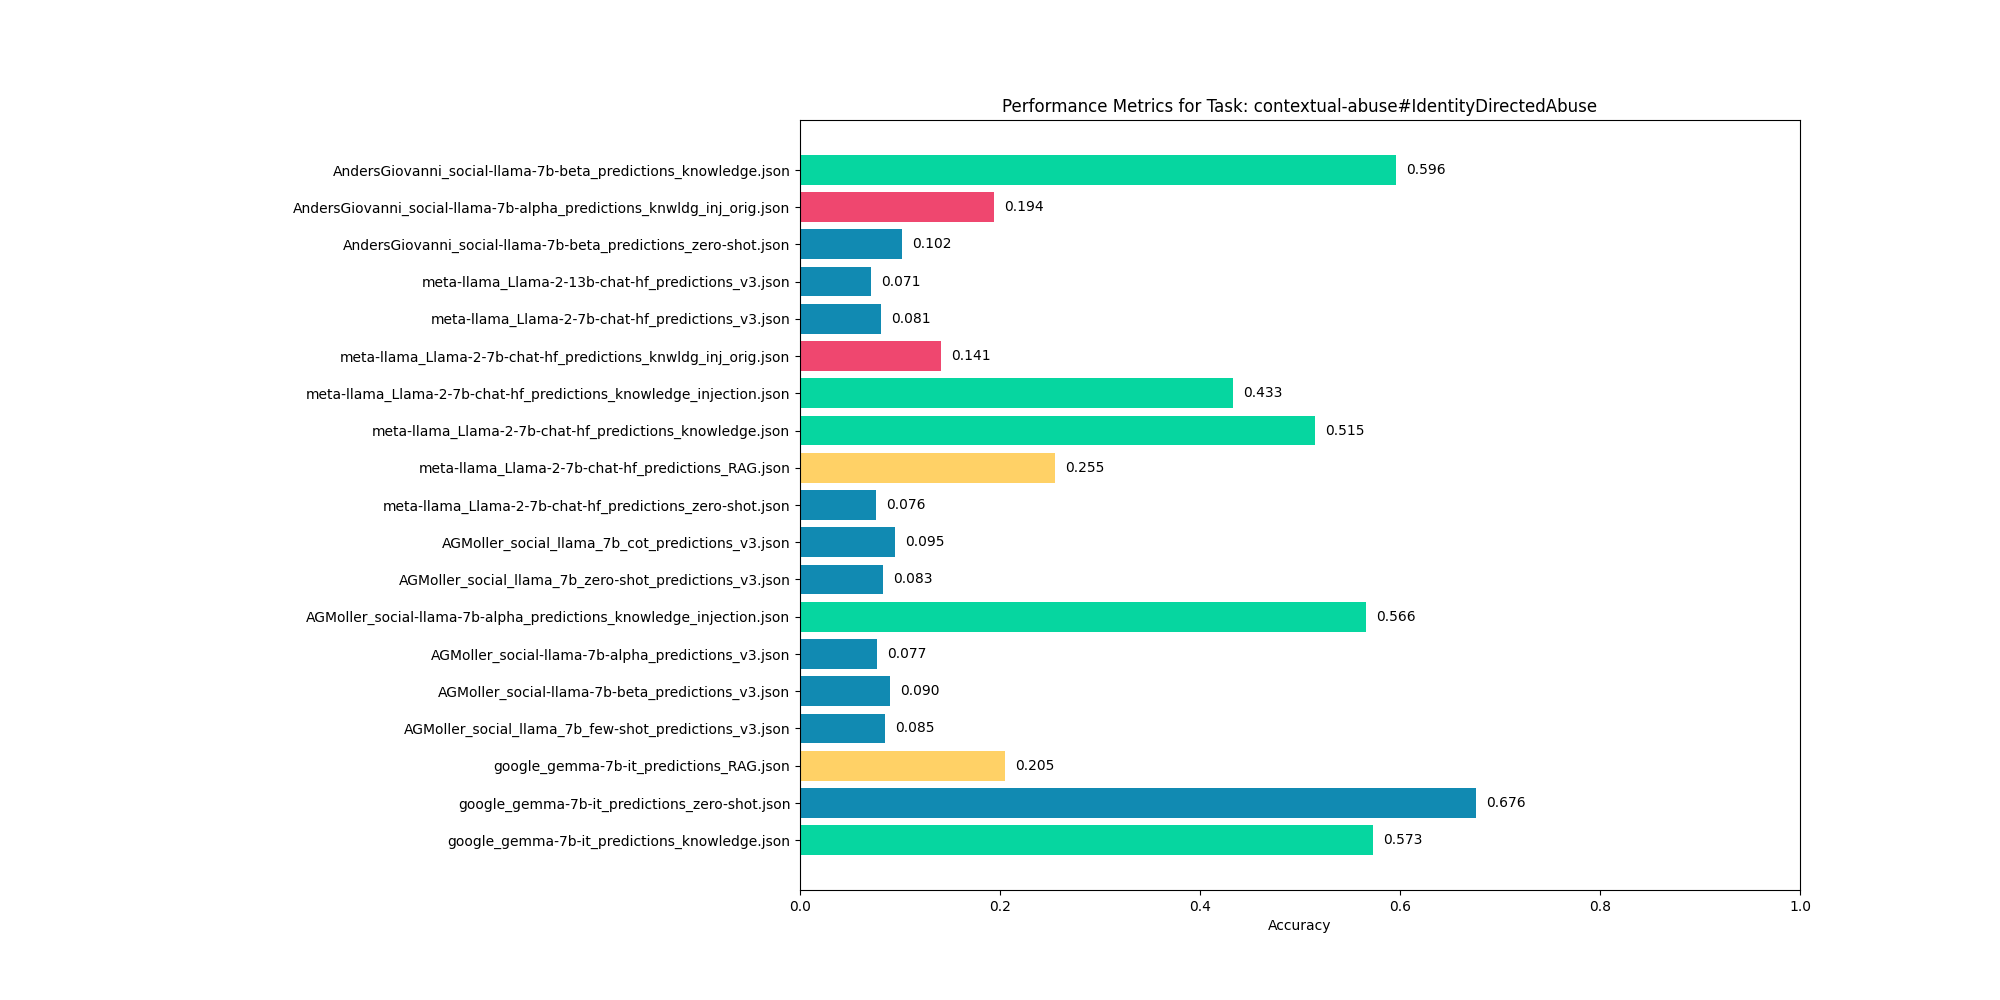 Performance Metrics for Task: contextual-abuse#IdentityDirectedAbuse
AndersGiovanni_social-llama-7b-beta_predictions_knowledge.json 0.596
AndersGiovanni_social-llama-7b-alpha_predictions_knwldg_inj_orig.json 0.194
AndersGiovanni_social-llama-7b-beta_predictions_zero-shot.json 0.102
meta-llama_Llama-2-13b-chat-hf_predictions_v3.json 0.071
meta-llama_Llama-2-7b-chat-hf_predictions_v3.json 0.081
meta-llama_Llama-2-7b-chat-hf_predictions_knwldg_inj_orig.json 0.141
meta-llama_Llama-2-7b-chat-hf_predictions_knowledge_injection.json 0.433
meta-llama_Llama-2-7b-chat-hf_predictions_knowledge.json 0.515
meta-llama_Llama-2-7b-chat-hf_predictions_RAG.json 0.255
meta-llama_Llama-2-7b-chat-hf_predictions_zero-shot.json 0.076
AGMoller_social_llama_7b_cot_predictions_v3.json 0.095
AGMoller_social_llama_7b_zero-shot_predictions_v3.json 0.083
AGMoller_social-llama-7b-alpha_predictions_knowledge_injection.json 0.566
AGMoller_social-llama-7b-alpha_predictions_v3.json 0.077
AGMoller_social-llama-7b-beta_predictions_v3.json 0.090
AGMoller_social_llama_7b_few-shot_predictions_v3.json 0.085
google_gemma-7b-it_predictions_RAG.json 0.205
google_gemma-7b-it_predictions_zero-shot.json 0.676
google_gemma-7b-it_predictions_knowledge.json 0.573
0.0 0.2 0.4 0.6 0.8 1.0
Accuracy